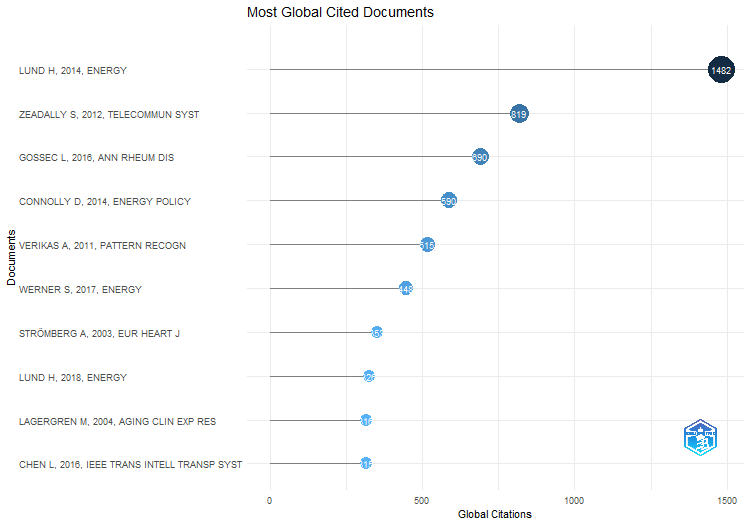 Most Global Cited Documents
LUND H, 2014, ENERGY
1482
ZEADALLY S, 2012, TELECOMMUN SYST
819
GOSSEC L, 2016, ANN RHEUM DIS
690
CONNOLLY D, 2014, ENERGY POLICY
590
VERIKAS A, 2011, PATTERN RECOGN
515
WERNER S, 2017, ENERGY
448
STRÖMBERG A, 2003, EUR HEART J
LUND H, 2018, ENERGY
LAGERGREN M, 2004, AGING CLIN EXP RES
CHEN L, 2016, IEEE TRANS INTELL TRANSP SYST
Documents
0
500
1000
1500
Global Citations